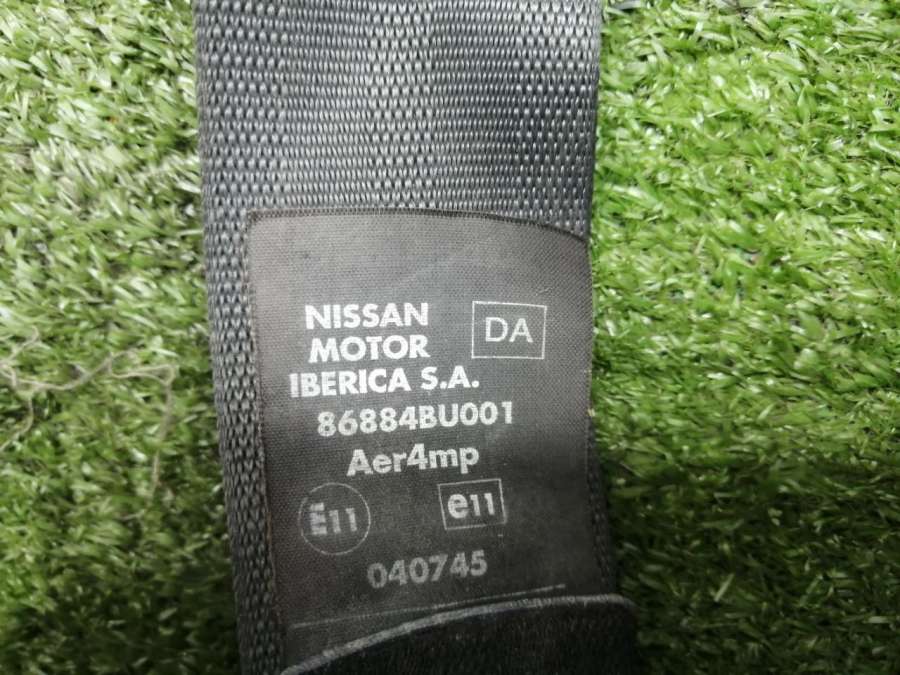 NISSAN
MOTOR
IBERICA S.A.
DA
86884BU001
Aer4mp
E11
e11
040745